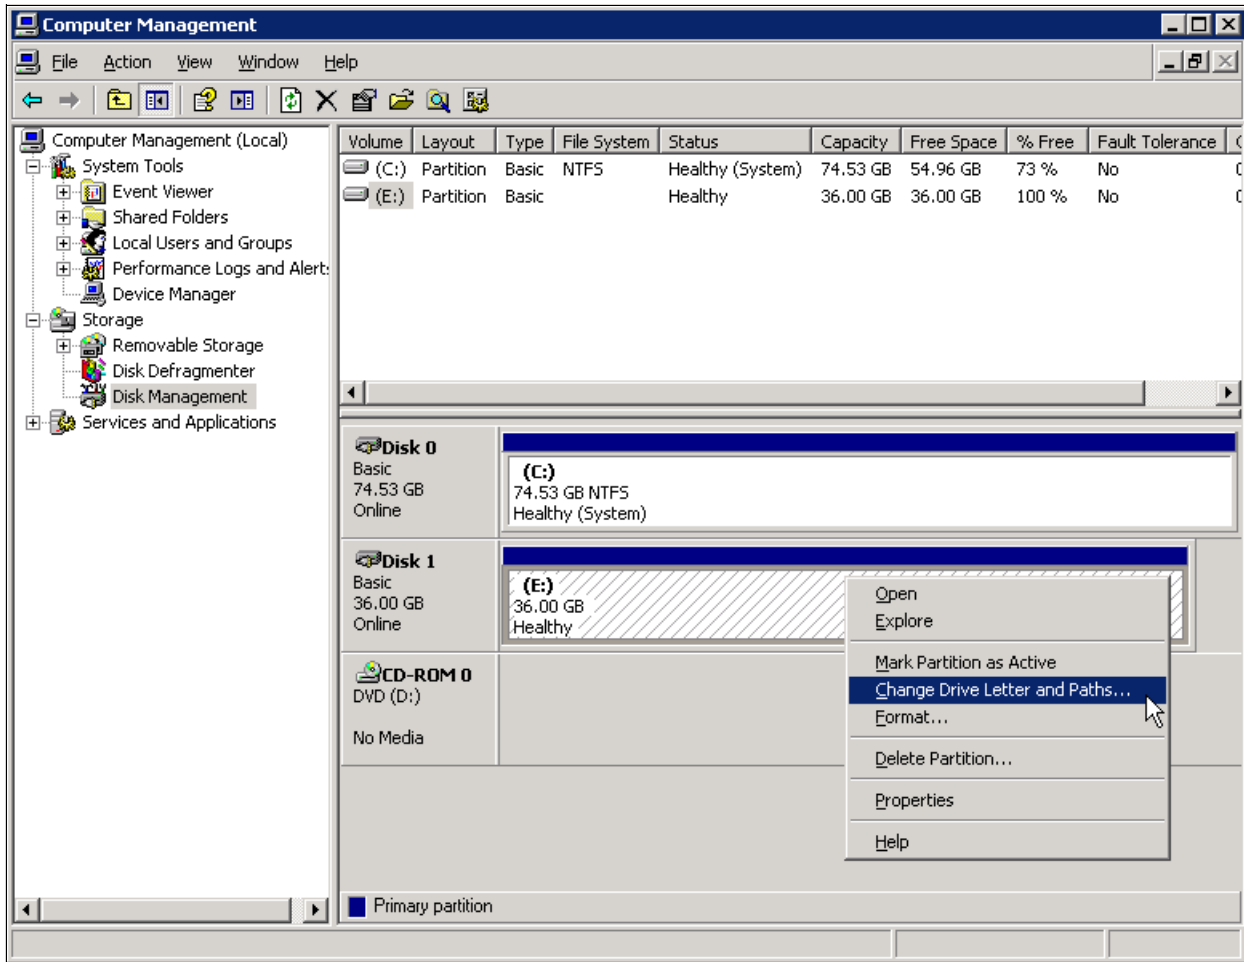 Computer Management
File Action View Window Help
Computer Management (Local)
System Tools
Event Viewer
Shared Folders
Local Users and Groups
Performance Logs and Alert
Device Manager
Storage
Removable Storage
Disk Defragmenter
Disk Management
Services and Applications
Volume Layout Type File System Status Capacity Free Space % Free Fault Tolerance
(C:) Partition Basic NTFS Healthy (System) 74.53 GB 54.96 GB 73 % No
(E:) Partition Basic Healthy 36.00 GB 36.00 GB 100 % No
Disk 0
Basic
74.53 GB
Online
(C:)
74.53 GB NTFS
Healthy (System)
Disk 1
Basic
36.00 GB
Online
(E:)
36.00 GB
Healthy
CD-ROM 0
DVD (D:)
No Media
Open
Explore
Mark Partition as Active
Change Drive Letter and Paths...
Format...
Delete Partition...
Properties
Help
Primary partition